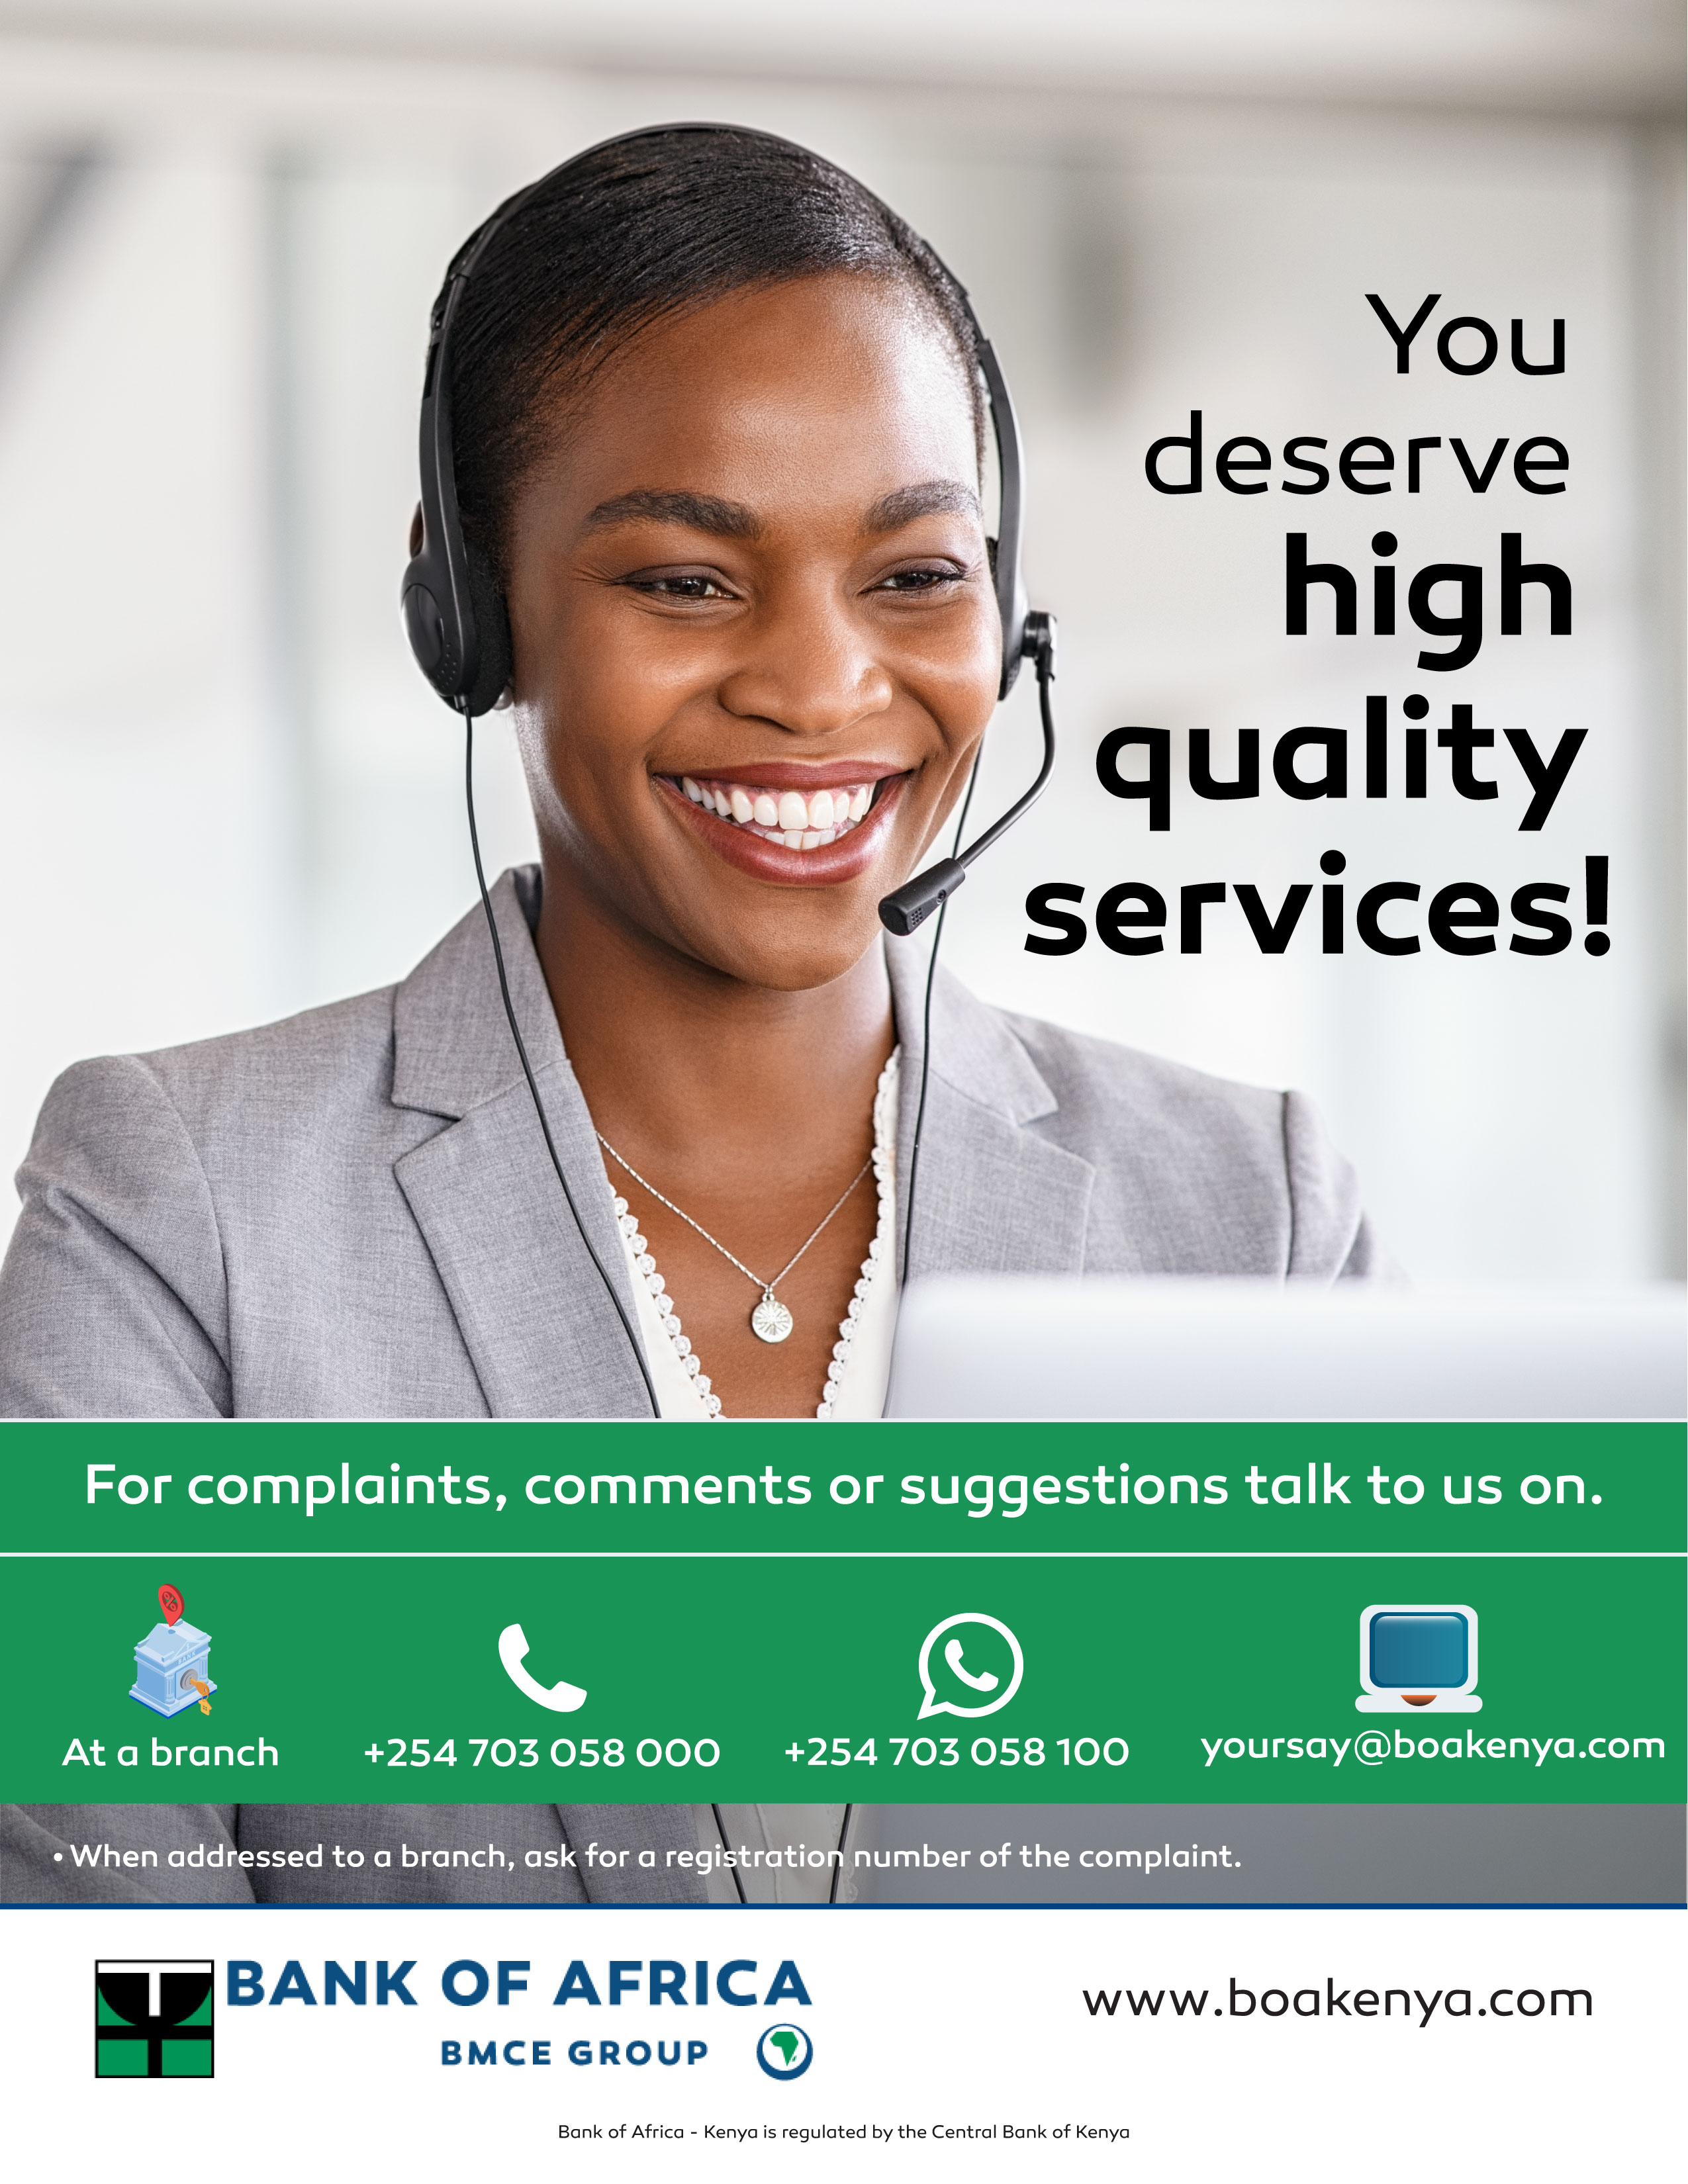 You
deserve
high
quality
services!
For complaints, comments or suggestions talk to us on.
At a branch
+254 703 058 000
+254 703 058 100
yoursay@boakenya.com
• When addressed to a branch, ask for a registration number of the complaint.
BANK OF AFRICA
BMCE GROUP
www.boakenya.com
Bank of Africa - Kenya is regulated by the Central Bank of Kenya